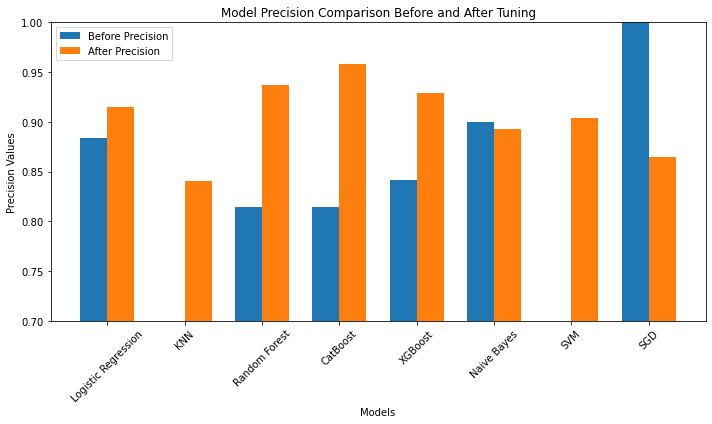 Model Precision Comparison Before and After Tuning
Before Precision
After Precision
Precision Values
1.00
0.95
0.90
0.85
0.80
0.75
0.70
Logistic Regression
KNN
Random Forest
CatBoost
XGBoost
Naive Bayes
SVM
SGD
Models